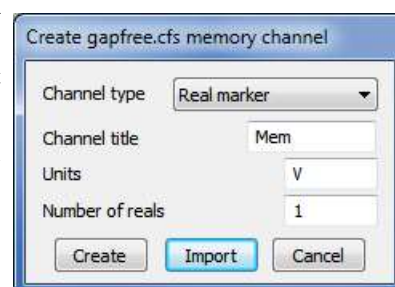 Create gapfree.cfs memory channel
Channel type Real marker
Channel title Mem
Units V
Number of reals 1
Create Import Cancel